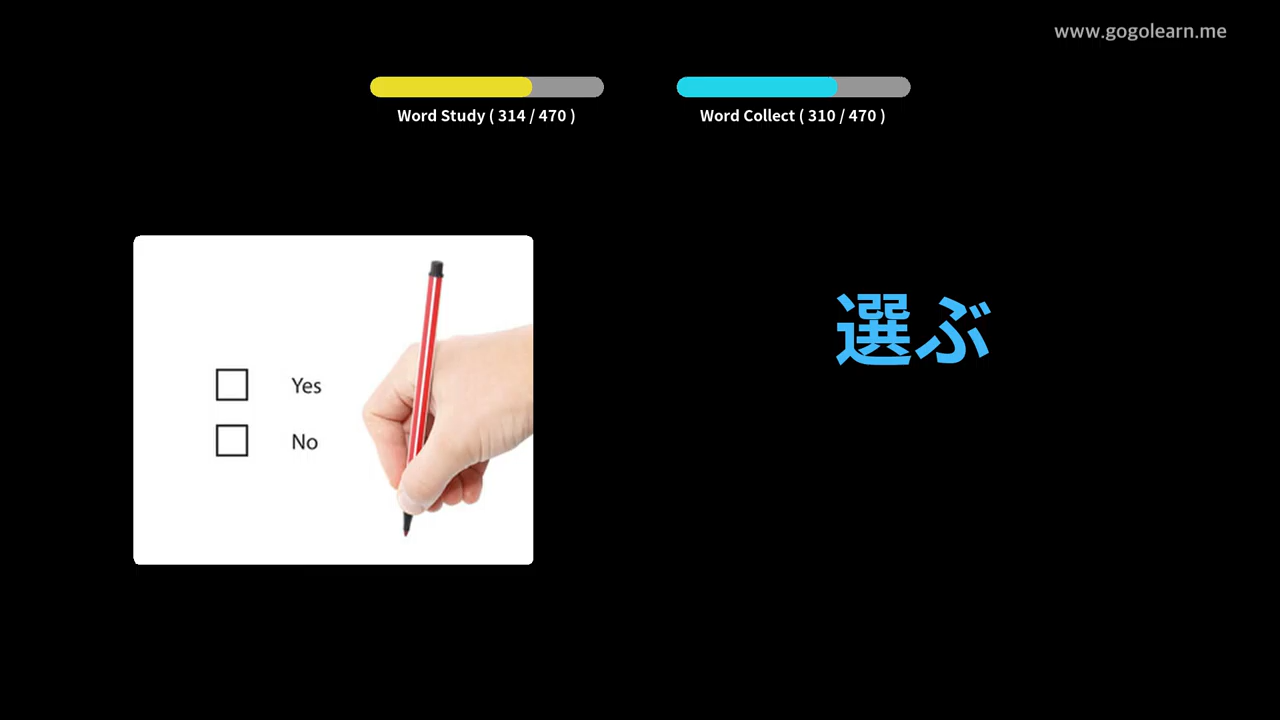 www.gogolearn.me
Word Study ( 314 / 470 )
Word Collect ( 310 / 470 )
Yes
No
選ぶ